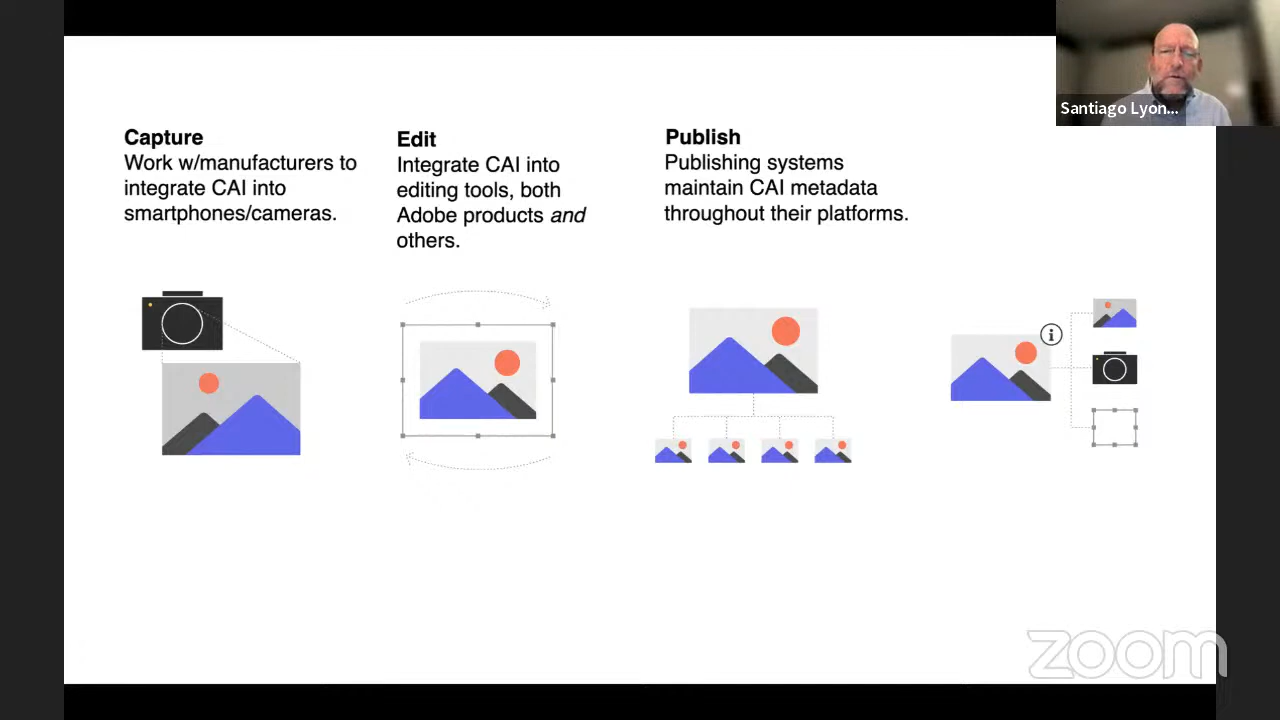 Santiago Lyon...
Capture
Work w/manufacturers to
integrate CAI into
smartphones/cameras.
Edit
Integrate CAI into
editing tools, both
Adobe products and
others.
Publish
Publishing systems
maintain CAI metadata
throughout their platforms.
i
zoom